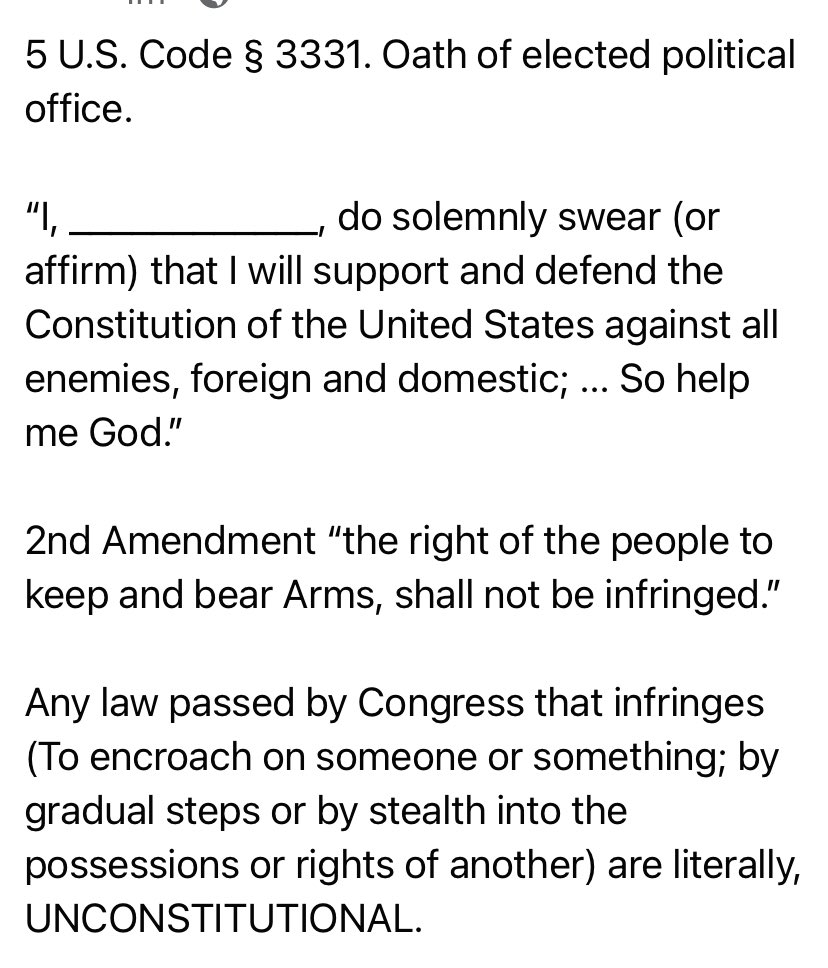 5 U.S. Code § 3331. Oath of elected political
office.
“I, ______________, do solemnly swear (or
affirm) that I will support and defend the
Constitution of the United States against all
enemies, foreign and domestic; ... So help
me God.”
2nd Amendment “the right of the people to
keep and bear Arms, shall not be infringed.”
Any law passed by Congress that infringes
(To encroach on someone or something; by
gradual steps or by stealth into the
possessions or rights of another) are literally,
UNCONSTITUTIONAL.